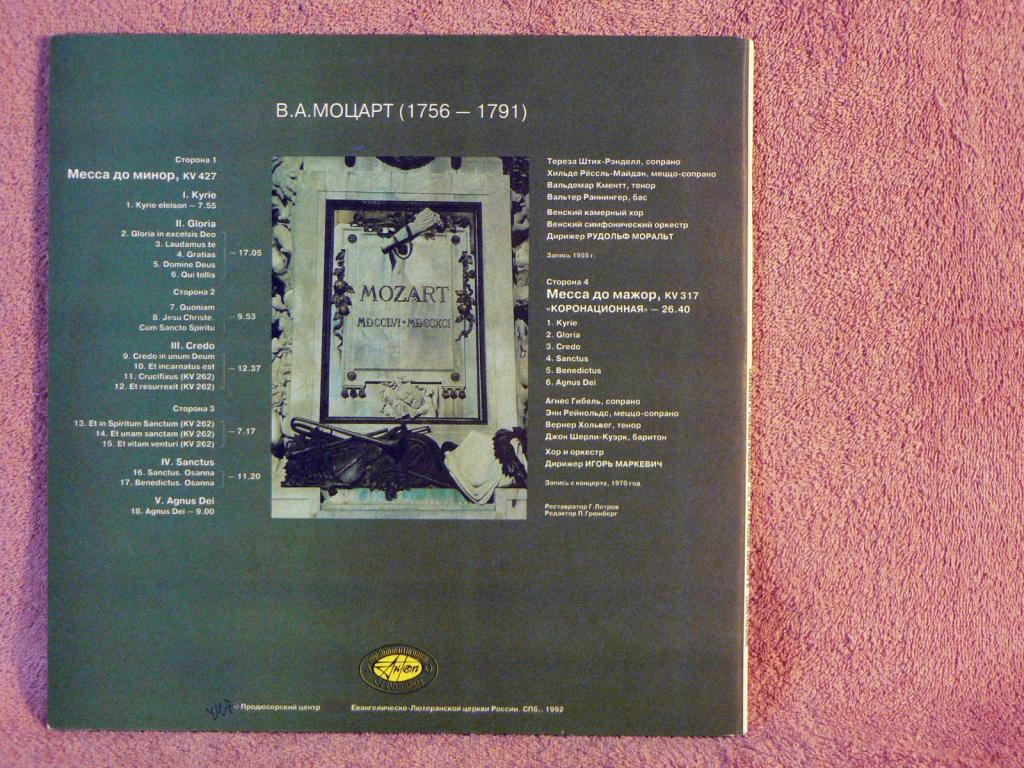 В.А.МОЦАРТ (1756 — 1791)
Сторона 1
Месса до минор, KV 427
I. Kyrie
1. Kyrie eleison — 7.55
II. Gloria
2. Gloria in excelsis Deo
3. Laudamus te
4. Gratias
5. Domine Deus
6. Qui tollis
— 17.05
Сторона 2
7. Quoniam
8. Jesu Christe.
Cum Sancto Spiritu
— 9.53
III. Credo
9. Credo in unum Deum
10. Et incarnatus est
11. Crucifixus (KV 262)
12. Et resurrexit (KV 262)
— 12.37
Сторона 3
13. Et in Spiritum Sanctum (KV 262)
14. Et unam sanctam (KV 262)
15. Et vitam venturi (KV 262)
— 7.17
IV. Sanctus
16. Sanctus. Osanna
17. Benedictus. Osanna
— 11.20
V. Agnus Dei
18. Agnus Dei — 9.00
MOZART
MDCCLVI • MDCCXCI
Тереза Штих-Рэнделл, сопрано
Хильде Рёссль-Майдан, меццо-сопрано
Вальдемар Кментт, тенор
Вальтер Раннингер, бас
Венский камерный хор
Венский симфонический оркестр
Дирижер РУДОЛЬФ МОРАЛЬТ
Запись 1955 г.
Сторона 4
Месса до мажор, KV 317
«КОРОНАЦИОННАЯ» — 26.40
1. Kyrie
2. Gloria
3. Credo
4. Sanctus
5. Benedictus
6. Agnus Dei
Агнес Гибель, сопрано
Энн Рейнольдс, меццо-сопрано
Вернер Хольвег, тенор
Джон Шерли-Куэрк, баритон
Хор и оркестр
Дирижер ИГОРЬ МАРКЕВИЧ
Запись с концерта, 1970 год
Реставратор Г.Петров
Редактор П.Грюнберг
Антоп
Продюсерский центр
Евангелическо-Лютеранской церкви России. СПб., 1992